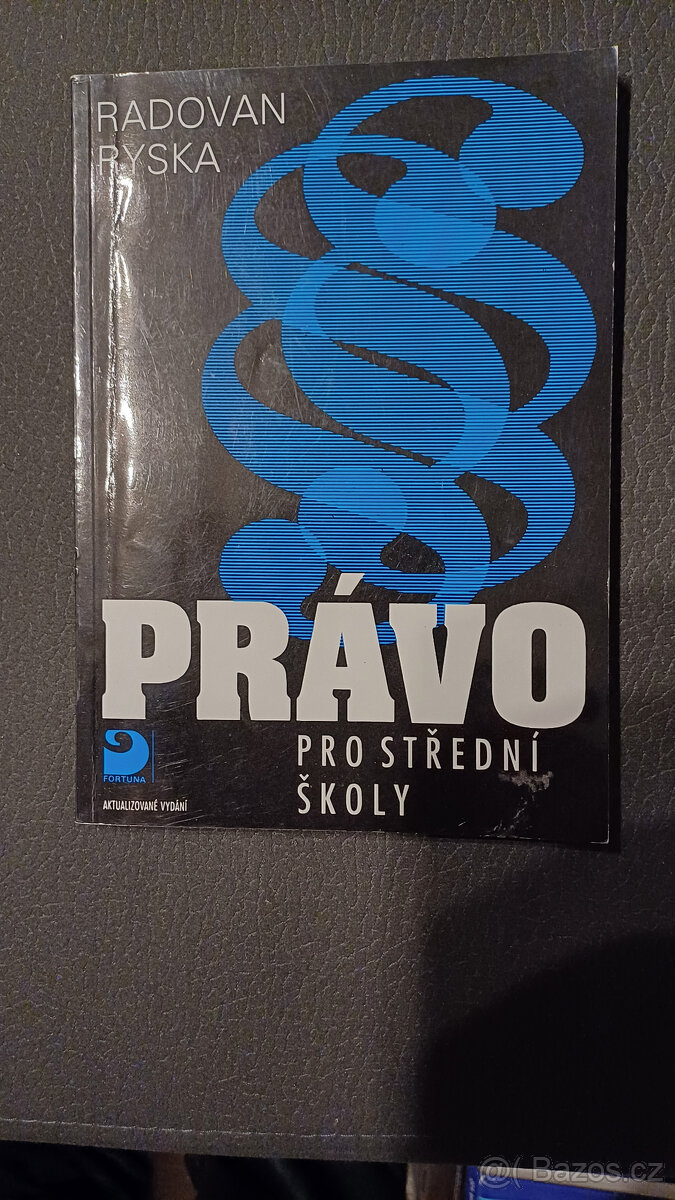 RADOVAN
RYSKA
PRÁVO
PRO STŘEDNÍ
ŠKOLY
FORTUNA
AKTUALIZOVANÉ VYDÁNÍ
Bazos.cz